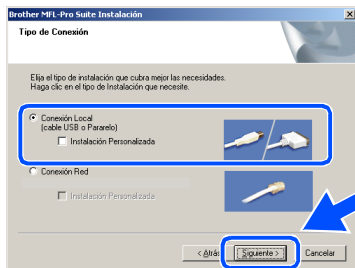 Brother MFL-Pro Suite Instalación
Tipo de Conexión
Elija el tipo de instalación que cubra mejor las necesidades.
Haga clic en el tipo de Instalación que necesite.
Conexión Local
(cable USB o Pararelo)
Instalación Personalizada
Conexión Red
Instalación Personalizada
< Atrás
Siguiente >
Cancelar